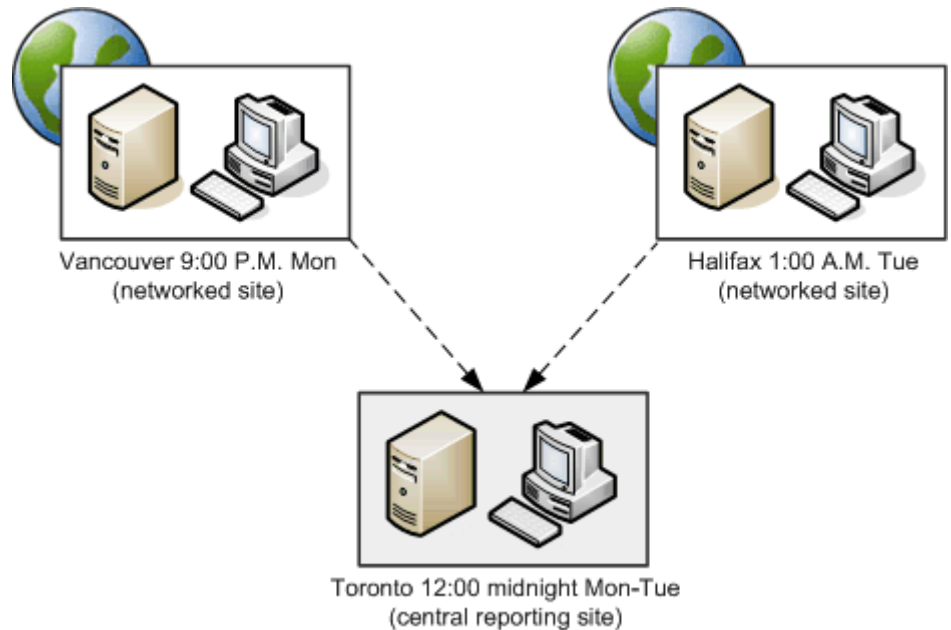 Vancouver 9:00 P.M. Mon
(networked site)
Halifax 1:00 A.M. Tue
(networked site)
Toronto 12:00 midnight Mon-Tue
(central reporting site)